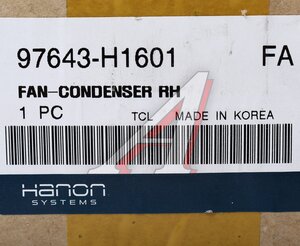 97643-H1601 FA
FAN-CONDENSER RH
1 PC TCL MADE IN KOREA
Hanon
SYSTEMS